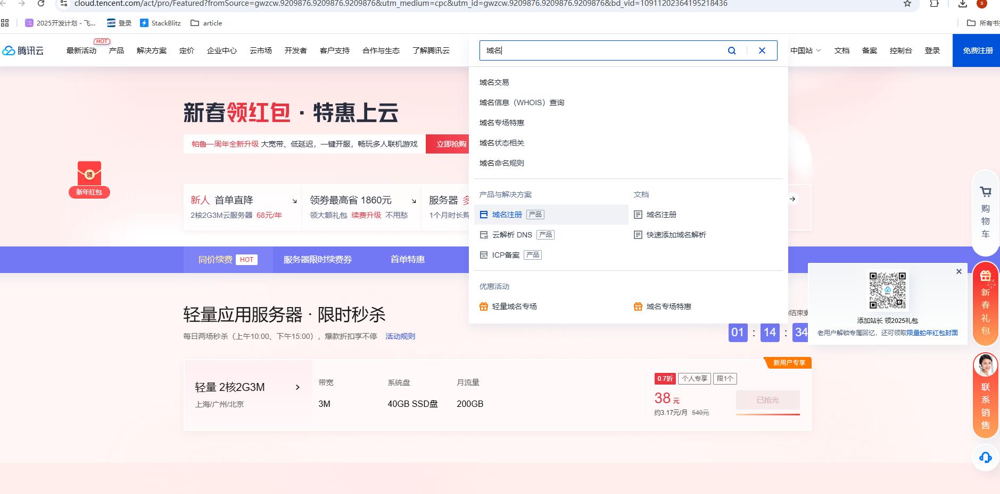 cloud.tencent.com/act/pro/Featured?fromSource=gwzcw.9209876.9209876.9209876&utm_medium=cpc&utm_id=gwzcw.9209876.9209876.9209876&bd_vid=10911202364195218436
S
2025开发计划 - 飞...
登录
StackBlitz
article
所有书
腾讯云
最新活动
HOT
产品
解决方案
定价
企业中心
云市场
开发者
客户支持
合作与生态
了解腾讯云
域名
中国站
文档
备案
控制台
登录
免费注册
域名交易
域名信息（WHOIS）查询
域名专场特惠
域名状态相关
域名命名规则
产品与解决方案
文档
域名注册 产品
域名注册
云解析 DNS 产品
快速添加域名解析
ICP备案 产品
优惠活动
轻量域名专场
域名专场特惠
新春领红包 · 特惠上云
帕鲁一周年全新升级 大宽带、低延迟，一键开服，畅玩多人联机游戏
立即抢购
领
新年红包
新人 首单直降
2核2G3M云服务器 68元/年
领券最高省 1860元
领大额礼包 续费升级 不用愁
服务器 多
1个月时长购
同价续费 HOT
服务器限时续费券
首单特惠
轻量应用服务器 · 限时秒杀
每日两场秒杀（上午10:00、下午15:00），爆款折扣享不停 活动规则
结束剩
01 : 14 : 34
新用户专享
轻量 2核2G3M
上海/广州/北京
带宽
3M
系统盘
40GB SSD盘
月流量
200GB
0.7折 个人专享 限1个
38 元
约3.17元/月 540元
已抢光
购物车
添加站长 领2025礼包
老用户解锁专属回忆，还可领取限量蛇年红包封面
新春礼包
联系销售